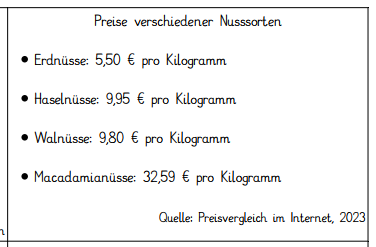 Preise verschiedener Nusssorten
• Erdnüsse: 5,50 € pro Kilogramm
• Haselnüsse: 9,95 € pro Kilogramm
• Walnüsse: 9,80 € pro Kilogramm
• Macadamianüsse: 32,59 € pro Kilogramm
Quelle: Preisvergleich im Internet, 2023